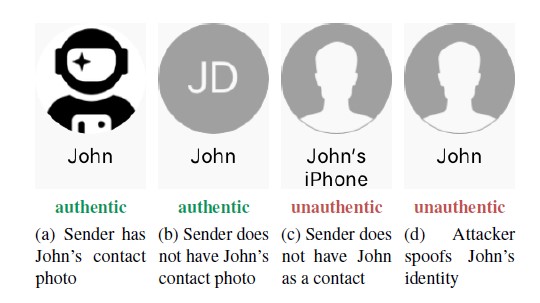 JD
John
John
John's
iPhone
John
authentic
authentic
unauthentic
unauthentic
(a) Sender has
John's contact
photo
(b) Sender does
not have John's
contact photo
(c) Sender does
not have John
as a contact
(d) Attacker
spoofs John's
identity